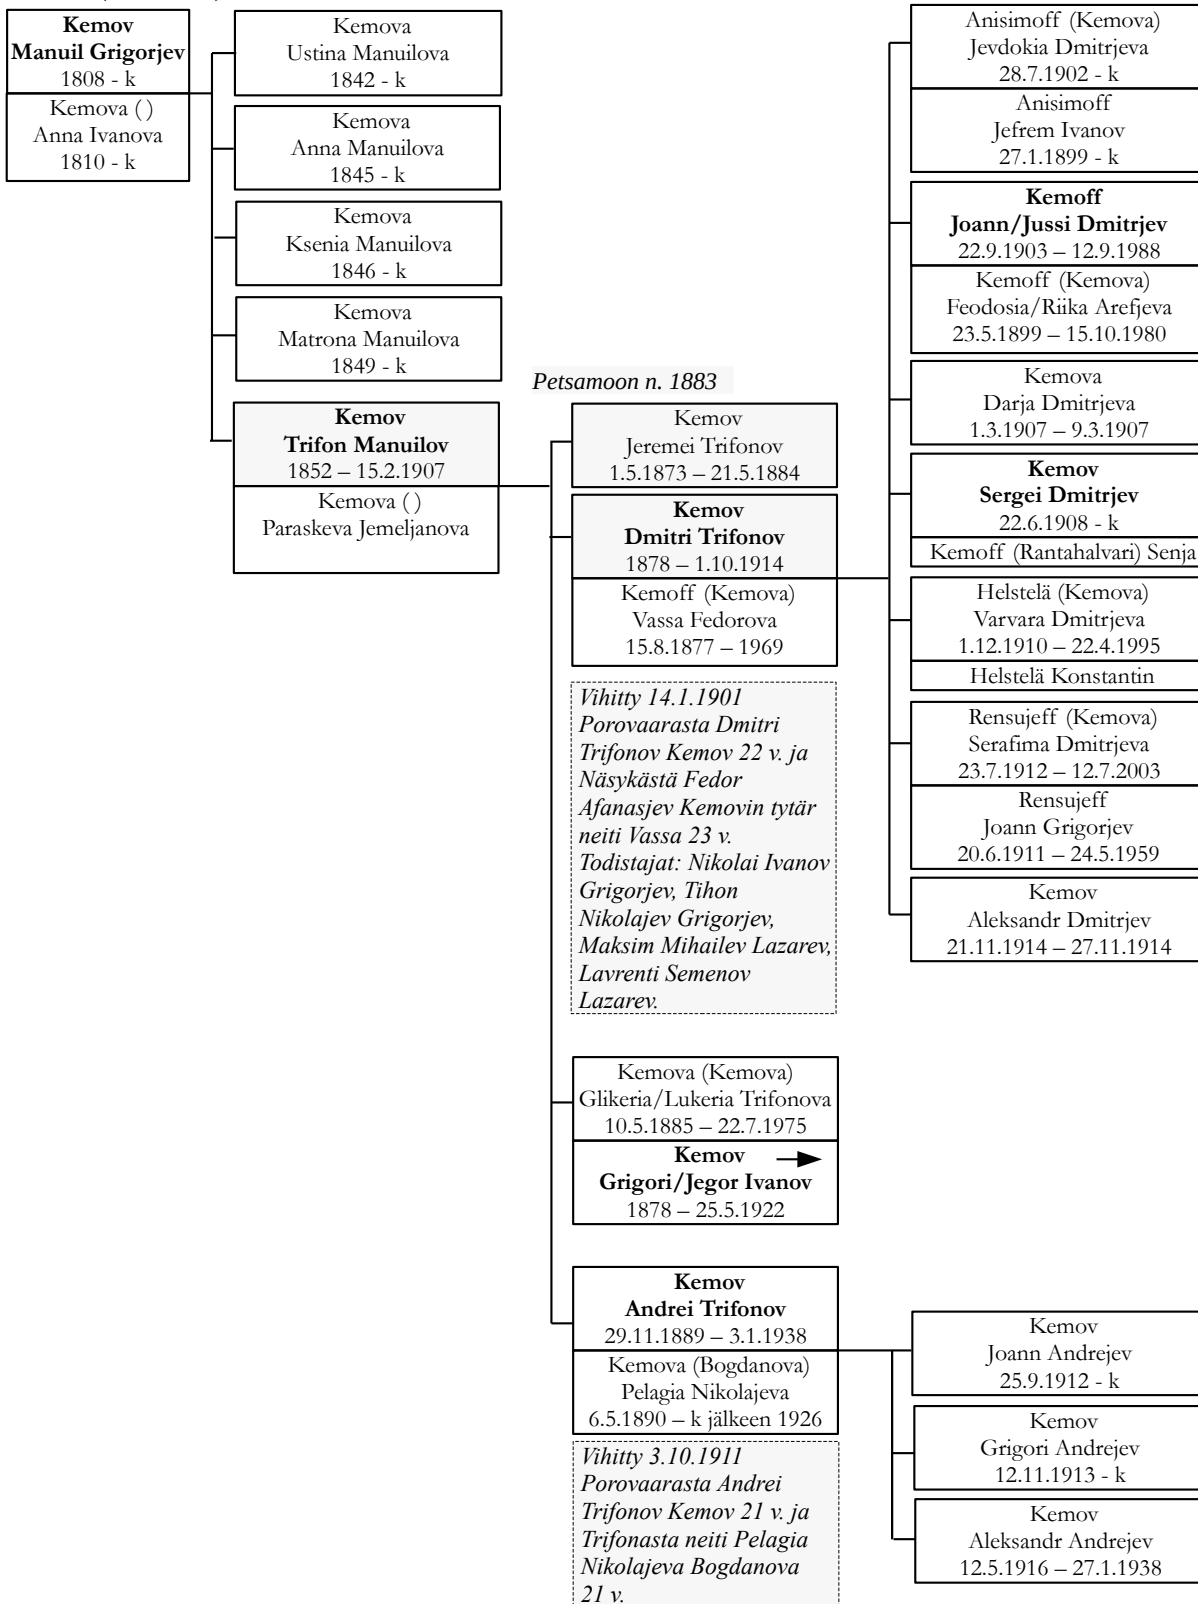 Kemov
Manuil Grigorjev
1808 - k
Kemova ( )
Anna Ivanova
1810 - k
Kemova
Ustina Manuilova
1842 - k
Kemova
Anna Manuilova
1845 - k
Kemova
Ksenia Manuilova
1846 - k
Kemova
Matrona Manuilova
1849 - k
Kemov
Trifon Manuilov
1852 – 15.2.1907
Kemova ( )
Paraskeva Jemeljanova
Petsamoon n. 1883
Kemov
Jeremei Trifonov
1.5.1873 – 21.5.1884
Kemov
Dmitri Trifonov
1878 – 1.10.1914
Kemoff (Kemova)
Vassa Fedorova
15.8.1877 – 1969
Vihitty 14.1.1901
Porovaarasta Dmitri
Trifonov Kemov 22 v. ja
Näsykästä Fedor
Afanasjev Kemovin tytär
neiti Vassa 23 v.
Todistajat: Nikolai Ivanov
Grigorjev, Tihon
Nikolajev Grigorjev,
Maksim Mihailev Lazarev,
Lavrenti Semenov
Lazarev.
Kemova (Kemova)
Glikeria/Lukeria Trifonova
10.5.1885 – 22.7.1975
Kemov
Grigori/Jegor Ivanov
1878 – 25.5.1922
Kemov
Andrei Trifonov
29.11.1889 – 3.1.1938
Kemova (Bogdanova)
Pelagia Nikolajeva
6.5.1890 – k jälkeen 1926
Vihitty 3.10.1911
Porovaarasta Andrei
Trifonov Kemov 21 v. ja
Trifonasta neiti Pelagia
Nikolajeva Bogdanova
21 v.
Anisimoff (Kemova)
Jevdokia Dmitrjeva
28.7.1902 - k
Anisimoff
Jefrem Ivanov
27.1.1899 - k
Kemoff
Joann/Jussi Dmitrjev
22.9.1903 – 12.9.1988
Kemoff (Kemova)
Feodosia/Riika Arefjeva
23.5.1899 – 15.10.1980
Kemova
Darja Dmitrjeva
1.3.1907 – 9.3.1907
Kemov
Sergei Dmitrjev
22.6.1908 - k
Kemoff (Rantahalvari) Senja
Helstelä (Kemova)
Varvara Dmitrjeva
1.12.1910 – 22.4.1995
Helstelä Konstantin
Rensujeff (Kemova)
Serafima Dmitrjeva
23.7.1912 – 12.7.2003
Rensujeff
Joann Grigorjev
20.6.1911 – 24.5.1959
Kemov
Aleksandr Dmitrjev
21.11.1914 – 27.11.1914
Kemov
Joann Andrejev
25.9.1912 - k
Kemov
Grigori Andrejev
12.11.1913 - k
Kemov
Aleksandr Andrejev
12.5.1916 – 27.1.1938